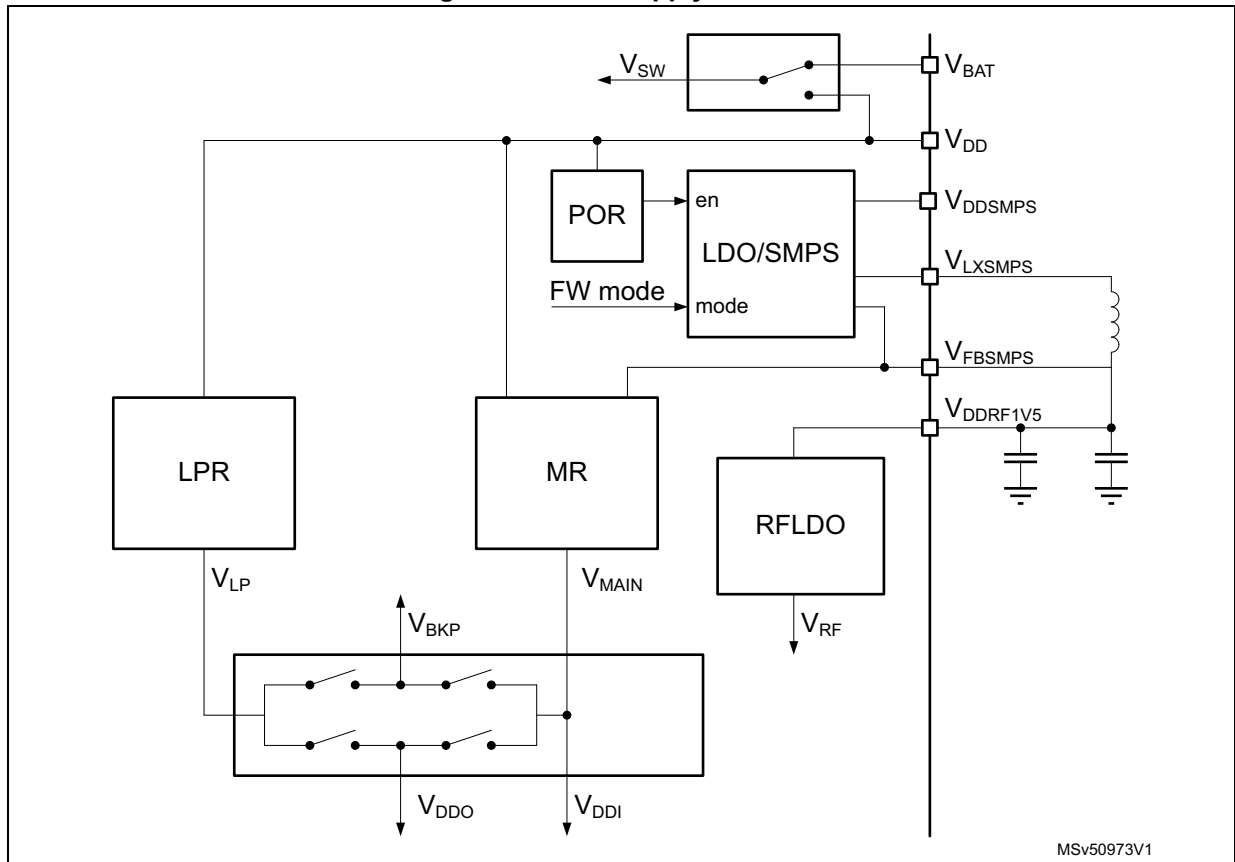 VSW
VBAT
VDD
POR
en
LDO/SMPS
FW mode
mode
VDDSMPS
VLXSMPS
VFBSMPS
VDDRF1V5
LPR
MR
RFLDO
VLP
VMAIN
VRF
VBKP
VDDO
VDDI
MSv50973V1